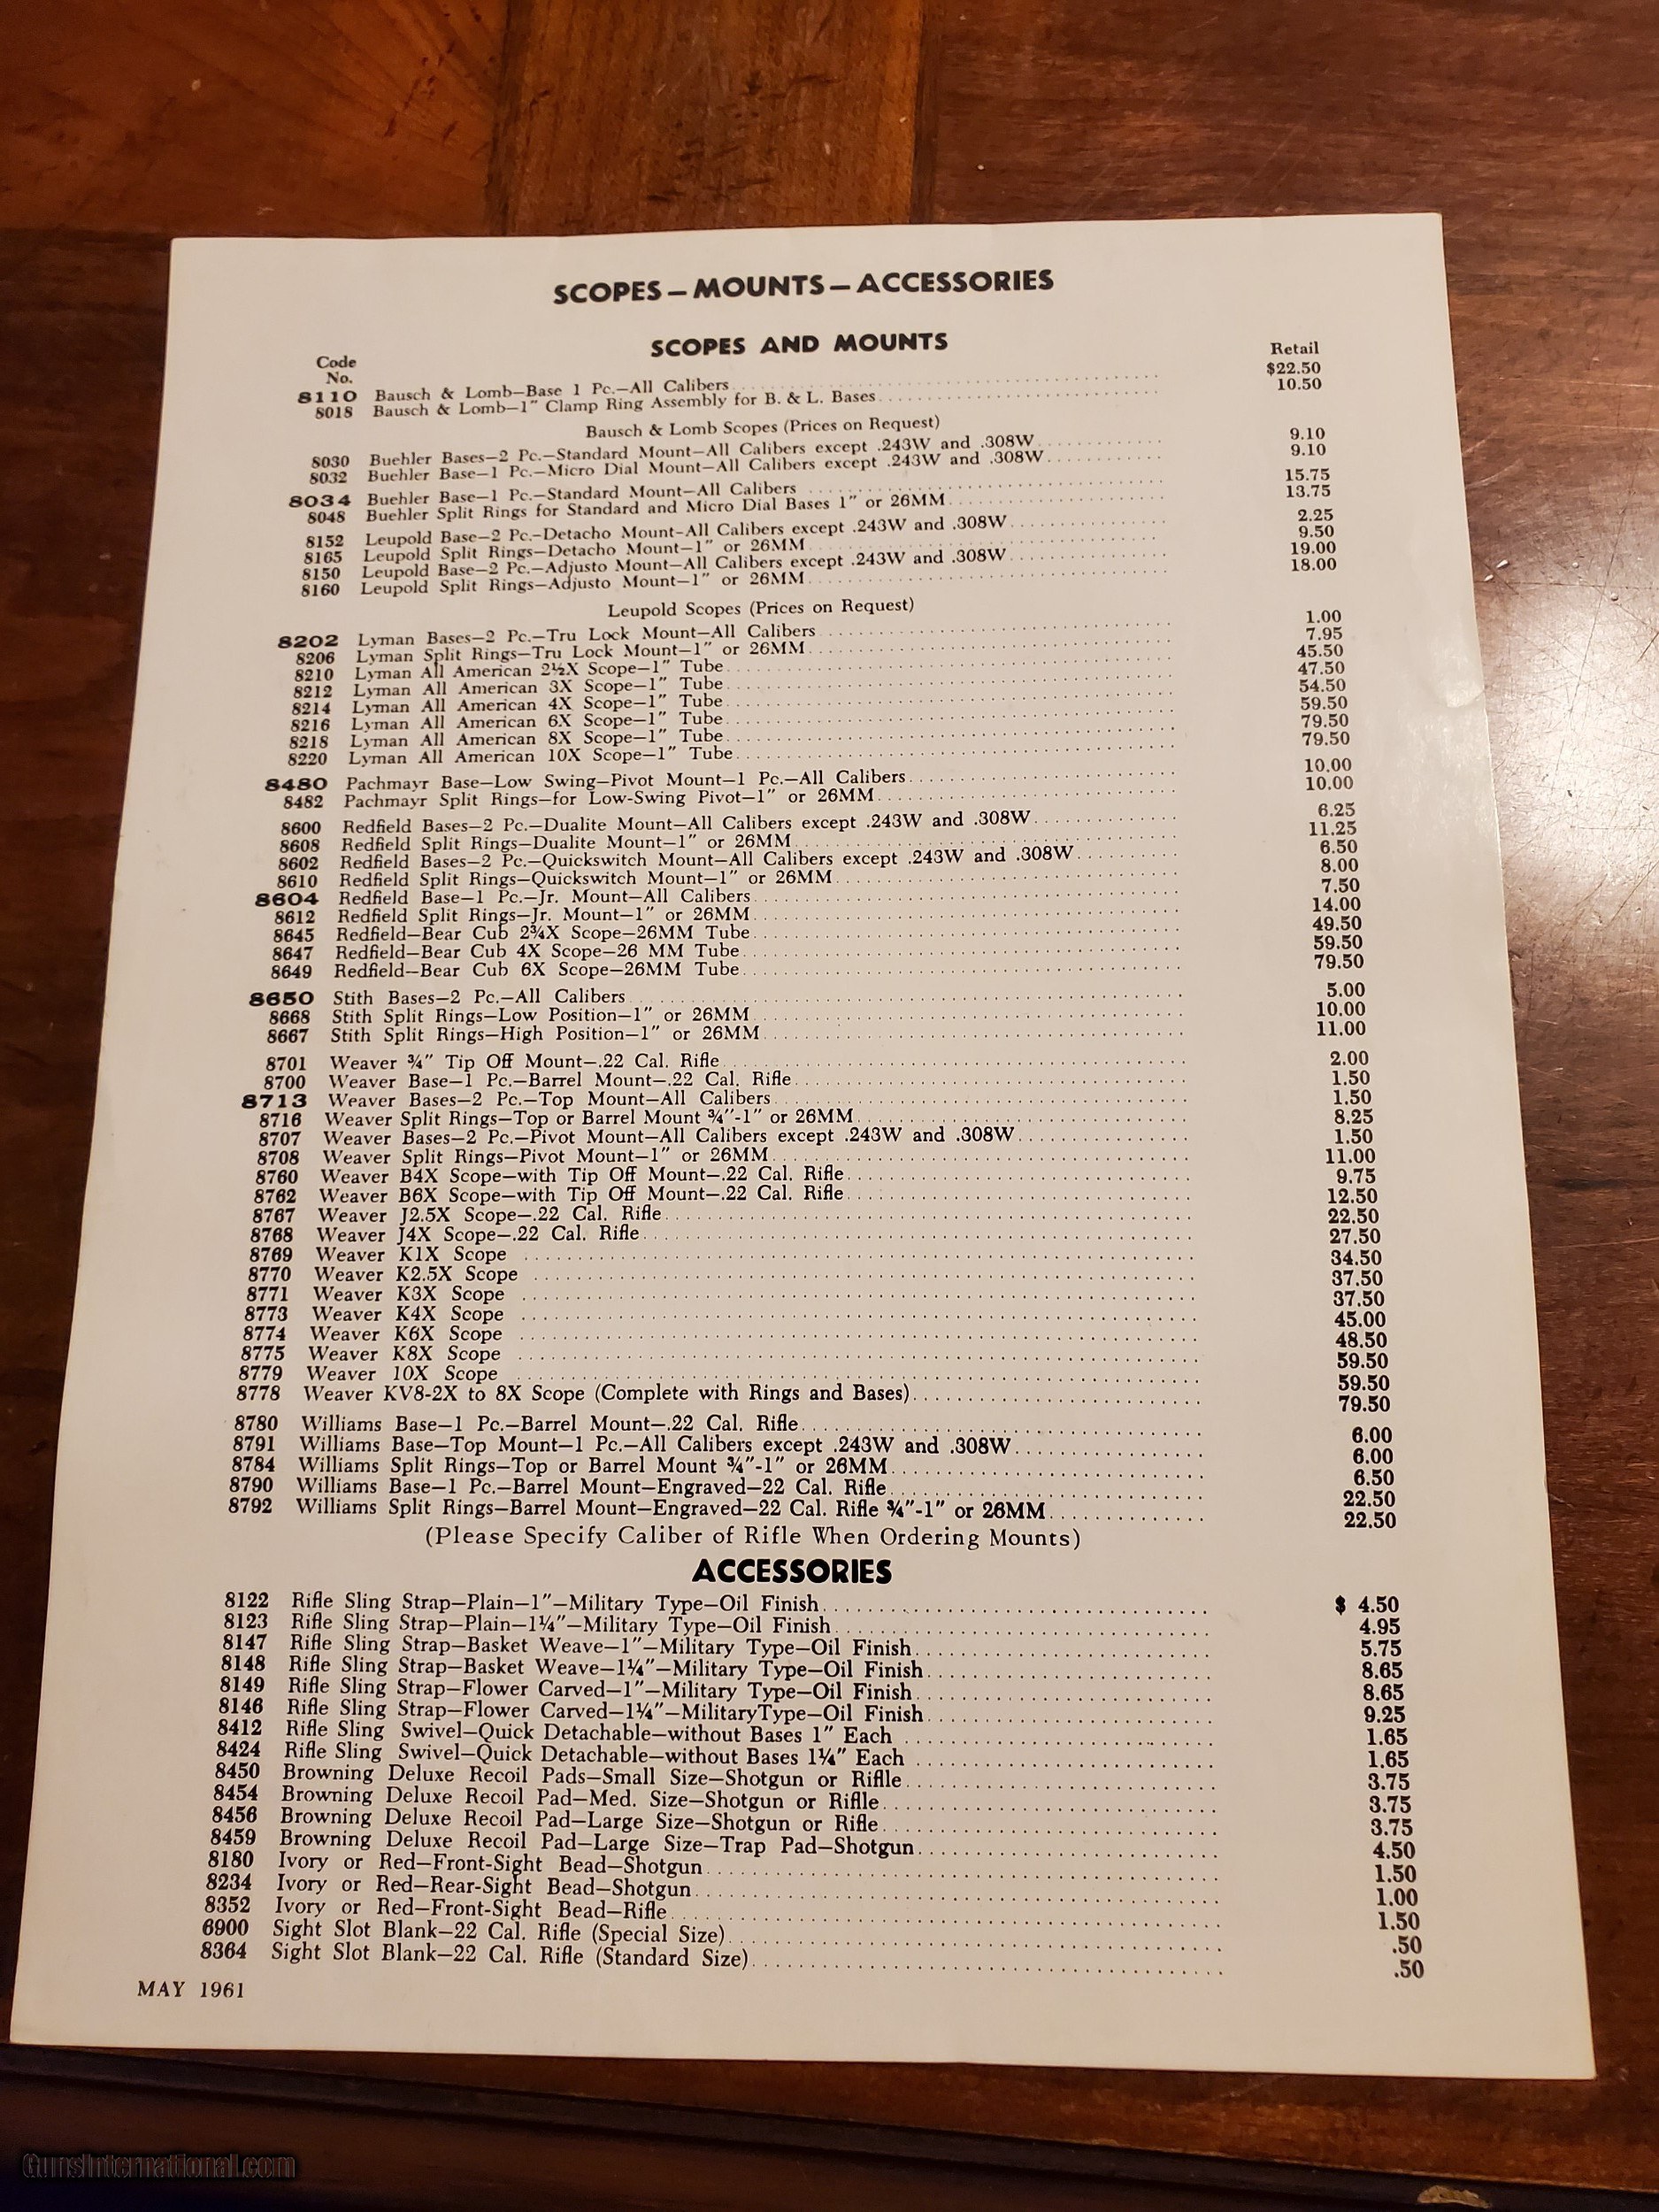 SCOPES—MOUNTS—ACCESSORIES
SCOPES AND MOUNTS
Code No. Retail
8110 Bausch & Lomb—Base 1 Pc.—All Calibers $22.50
8018 Bausch & Lomb—1" Clamp Ring Assembly for B. & L. Bases 10.50
Bausch & Lomb Scopes (Prices on Request)
8030 Buehler Bases—2 Pc.—Standard Mount—All Calibers except .243W and .308W 9.10
8032 Buehler Base—1 Pc.—Micro Dial Mount—All Calibers except .243W and .308W 9.10
8034 Buehler Base—1 Pc.—Standard Mount—All Calibers 15.75
8048 Buehler Split Rings for Standard and Micro Dial Bases 1" or 26MM 13.75
8152 Leupold Base—2 Pc.—Detacho Mount—All Calibers except .243W and .308W 2.25
8165 Leupold Split Rings—Detacho Mount—1" or 26MM 9.50
8150 Leupold Base—2 Pc.—Adjusto Mount—All Calibers except .243W and .308W 19.00
8160 Leupold Split Rings—Adjusto Mount—1" or 26MM 18.00
Leupold Scopes (Prices on Request)
8202 Lyman Bases—2 Pc.—Tru Lock Mount—All Calibers 1.00
8206 Lyman Split Rings—Tru Lock Mount—1" or 26MM 7.95
8210 Lyman All American 2½X Scope—1" Tube 45.50
8212 Lyman All American 3X Scope—1" Tube 47.50
8214 Lyman All American 4X Scope—1" Tube 54.50
8216 Lyman All American 6X Scope—1" Tube 59.50
8218 Lyman All American 8X Scope—1" Tube 79.50
8220 Lyman All American 10X Scope—1" Tube 79.50
8480 Pachmayr Base—Low Swing—Pivot Mount—1 Pc.—All Calibers 10.00
8482 Pachmayr Split Rings—for Low-Swing Pivot—1" or 26MM 10.00
8600 Redfield Bases—2 Pc.—Dualite Mount—All Calibers except .243W and .308W 6.25
8608 Redfield Split Rings—Dualite Mount—1" or 26MM 11.25
8602 Redfield Bases—2 Pc.—Quickswitch Mount—All Calibers except .243W and .308W 6.50
8610 Redfield Split Rings—Quickswitch Mount—1" or 26MM 8.00
8604 Redfield Base—1 Pc.—Jr. Mount—All Calibers 7.50
8612 Redfield Split Rings—Jr. Mount—1" or 26MM 14.00
8645 Redfield—Bear Cub 2¾X Scope—26MM Tube 49.50
8647 Redfield—Bear Cub 4X Scope—26 MM Tube 59.50
8649 Redfield—Bear Cub 6X Scope—26MM Tube 79.50
8650 Stith Bases—2 Pc.—All Calibers 5.00
8668 Stith Split Rings—Low Position—1" or 26MM 10.00
8667 Stith Split Rings—High Position—1" or 26MM 11.00
8701 Weaver ¾" Tip Off Mount—.22 Cal. Rifle 2.00
8700 Weaver Base—1 Pc.—Barrel Mount—.22 Cal. Rifle 1.50
8713 Weaver Bases—2 Pc.—Top Mount—All Calibers 1.50
8716 Weaver Split Rings—Top or Barrel Mount ¾"-1" or 26MM 8.25
8707 Weaver Bases—2 Pc.—Pivot Mount—All Calibers except .243W and .308W 1.50
8708 Weaver Split Rings—Pivot Mount—1" or 26MM 11.00
8760 Weaver B4X Scope—with Tip Off Mount—.22 Cal. Rifle 9.75
8762 Weaver B6X Scope—with Tip Off Mount—.22 Cal. Rifle 12.50
8767 Weaver J2.5X Scope—.22 Cal. Rifle 22.50
8768 Weaver J4X Scope—.22 Cal. Rifle 27.50
8769 Weaver K1X Scope 34.50
8770 Weaver K2.5X Scope 37.50
8771 Weaver K3X Scope 37.50
8773 Weaver K4X Scope 45.00
8774 Weaver K6X Scope 48.50
8775 Weaver K8X Scope 59.50
8779 Weaver 10X Scope 59.50
8778 Weaver KV8-2X to 8X Scope (Complete with Rings and Bases) 79.50
8780 Williams Base—1 Pc.—Barrel Mount—.22 Cal. Rifle 6.00
8791 Williams Base—Top Mount—1 Pc.—All Calibers except .243W and .308W 6.00
8784 Williams Split Rings—Top or Barrel Mount ¾"-1" or 26MM 6.50
8790 Williams Base—1 Pc.—Barrel Mount—Engraved—22 Cal. Rifle 22.50
8792 Williams Split Rings—Barrel Mount—Engraved—22 Cal. Rifle ¾"-1" or 26MM 22.50
(Please Specify Caliber of Rifle When Ordering Mounts)
ACCESSORIES
8122 Rifle Sling Strap—Plain—1"—Military Type—Oil Finish $ 4.50
8123 Rifle Sling Strap—Plain—1¼"—Military Type—Oil Finish 4.95
8147 Rifle Sling Strap—Basket Weave—1"—Military Type—Oil Finish 5.75
8148 Rifle Sling Strap—Basket Weave—1¼"—Military Type—Oil Finish 8.65
8149 Rifle Sling Strap—Flower Carved—1"—Military Type—Oil Finish 8.65
8146 Rifle Sling Strap—Flower Carved—1¼"—MilitaryType—Oil Finish 9.25
8412 Rifle Sling Swivel—Quick Detachable—without Bases 1" Each 1.65
8424 Rifle Sling Swivel—Quick Detachable—without Bases 1¼" Each 1.65
8450 Browning Deluxe Recoil Pads—Small Size—Shotgun or Riflle 3.75
8454 Browning Deluxe Recoil Pad—Med. Size—Shotgun or Riflle 3.75
8456 Browning Deluxe Recoil Pad—Large Size—Shotgun or Rifle 3.75
8459 Browning Deluxe Recoil Pad—Large Size—Trap Pad—Shotgun 4.50
8180 Ivory or Red—Front-Sight Bead—Shotgun 1.50
8234 Ivory or Red—Rear-Sight Bead—Shotgun 1.00
8352 Ivory or Red—Front-Sight Bead—Rifle 1.50
6900 Sight Slot Blank—22 Cal. Rifle (Special Size) .50
8364 Sight Slot Blank—22 Cal. Rifle (Standard Size) .50
MAY 1961
GunsInternational.com